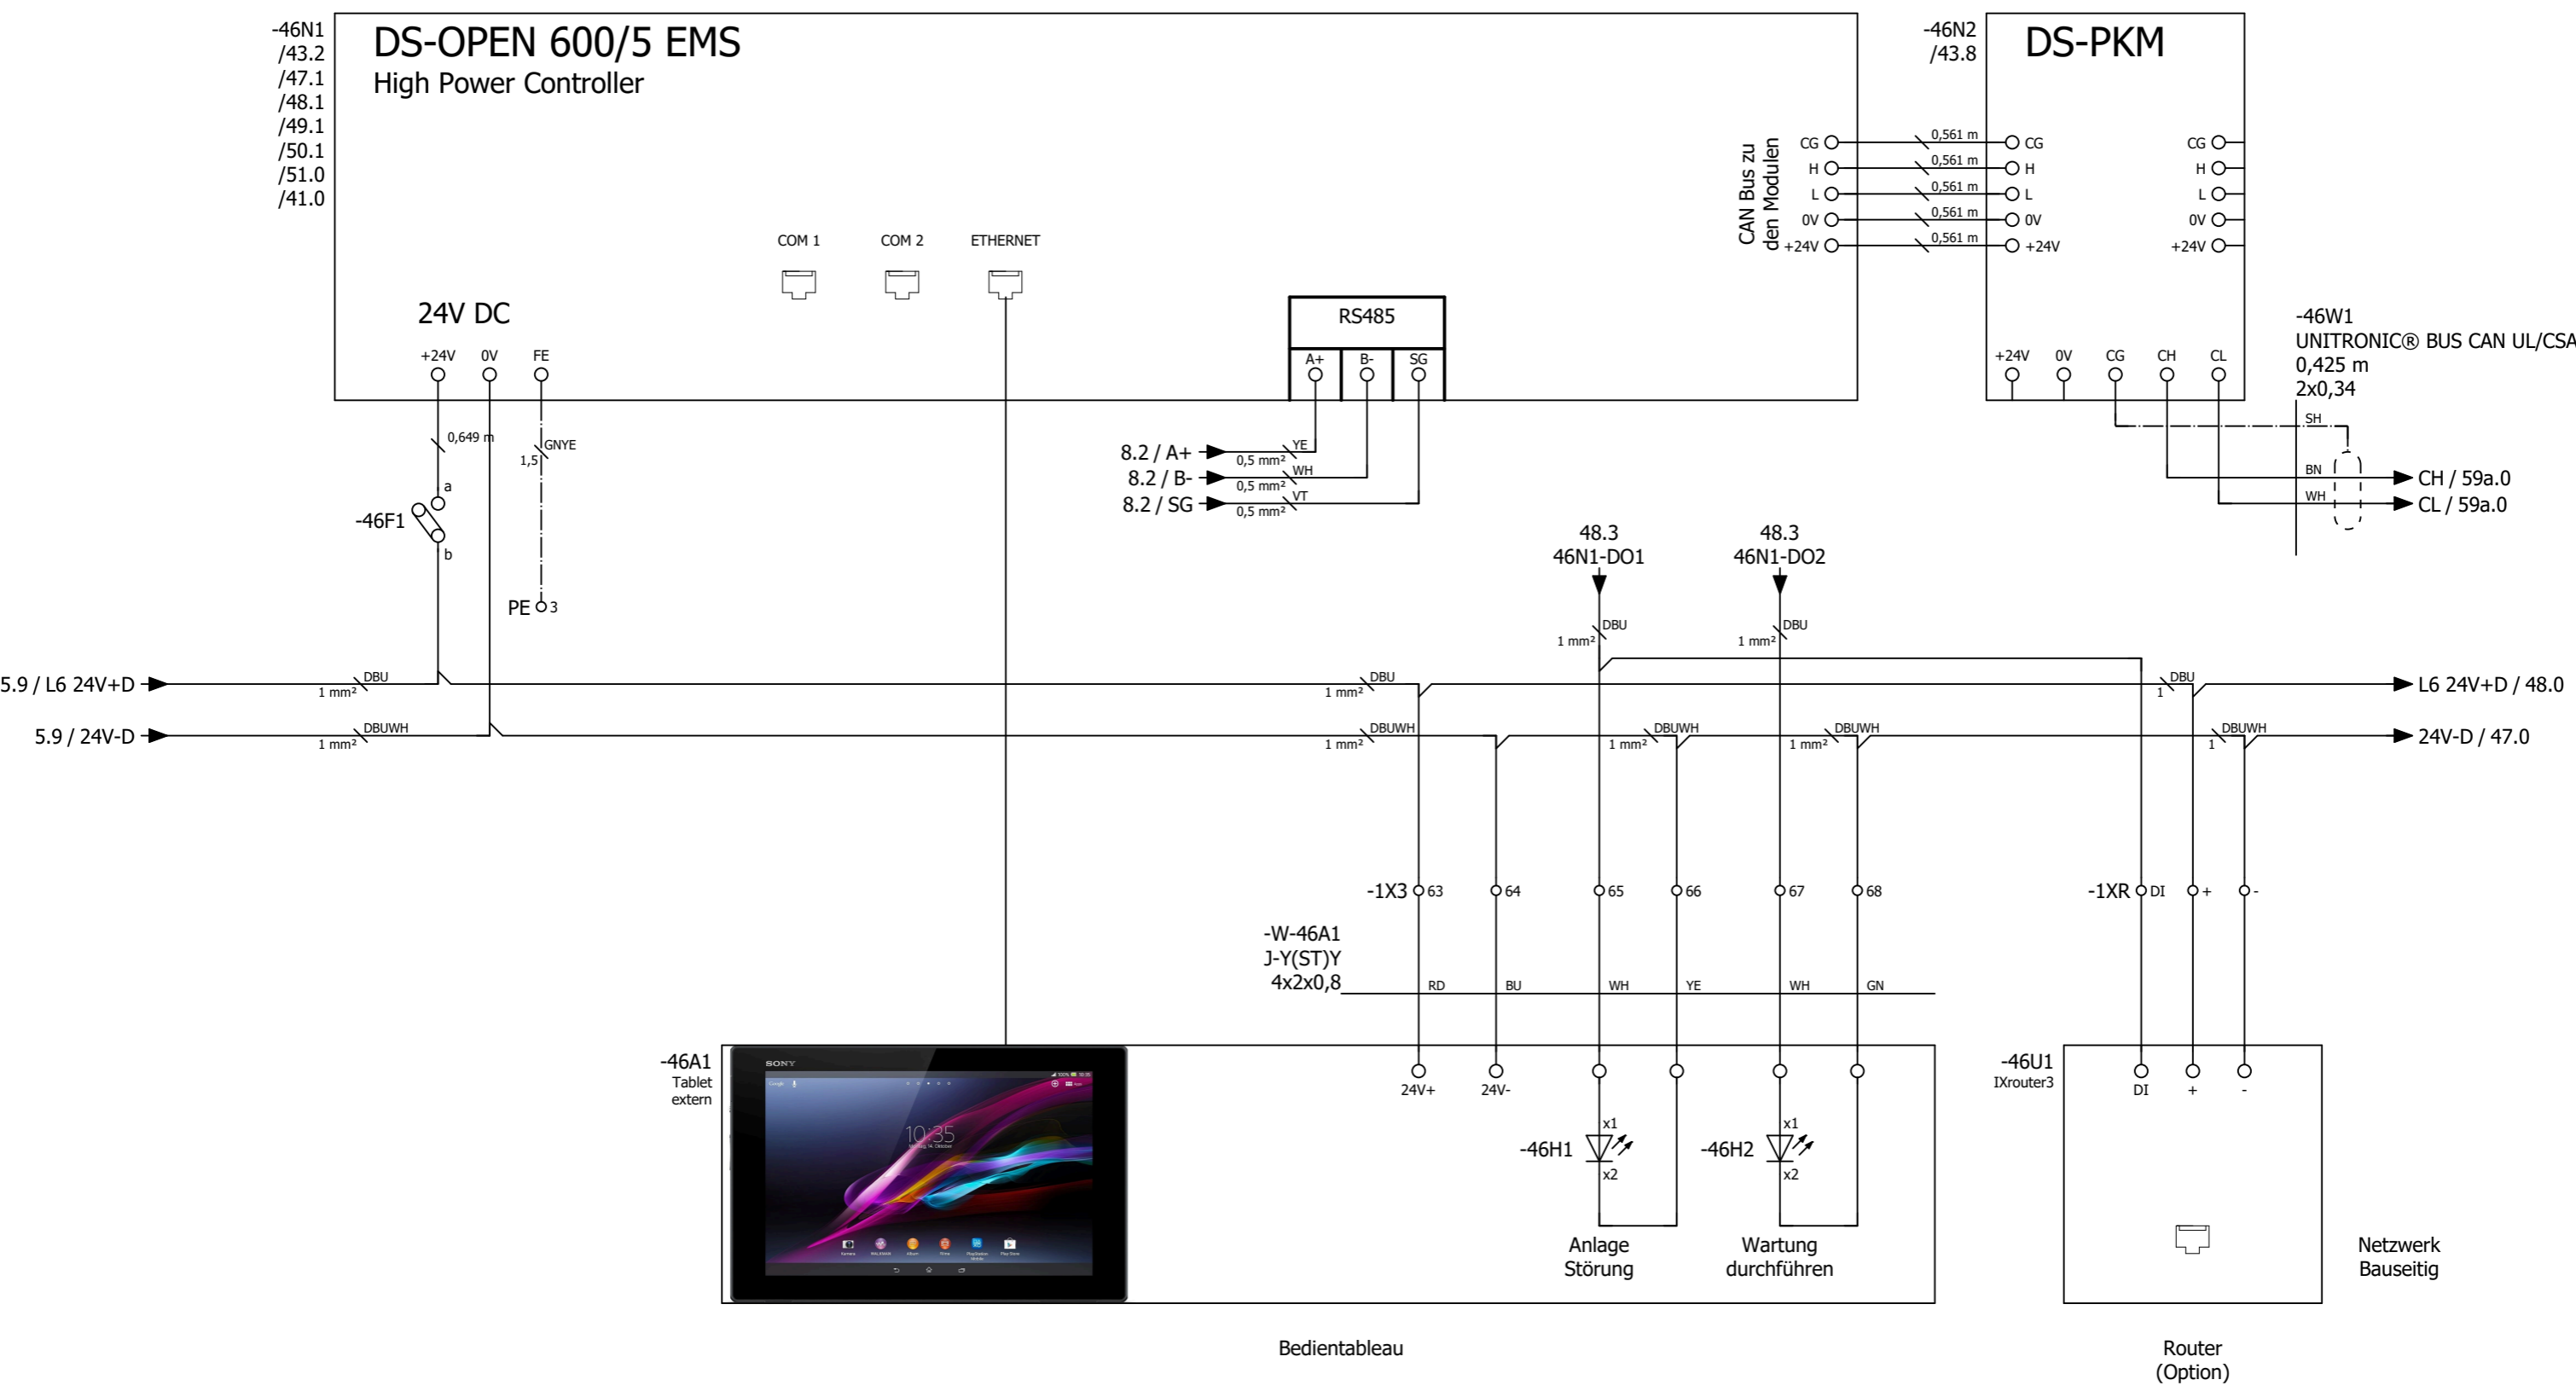 -46N1
/43.2
/47.1
/48.1
/49.1
/50.1
/51.0
/41.0
DS-OPEN 600/5 EMS
High Power Controller
-46N2
/43.8
DS-PKM
CAN Bus zu
den Modulen
CG 0,561 m CG CG
H 0,561 m H H
L 0,561 m L L
0V 0,561 m 0V 0V
+24V 0,561 m +24V +24V
COM 1 COM 2 ETHERNET
24V DC
+24V 0V FE
RS485
A+ B- SG
+24V 0V CG CH CL
-46W1
UNITRONIC® BUS CAN UL/CSA
0,425 m
2x0,34
SH
BN
WH
CH / 59a.0
CL / 59a.0
0,649 m
GNYE
1,5
a
-46F1
b
PE 3
8.2 / A+ 0,5 mm² YE
8.2 / B- 0,5 mm² WH
8.2 / SG 0,5 mm² VT
48.3
46N1-DO1
48.3
46N1-DO2
1 mm² DBU
1 mm² DBU
5.9 / L6 24V+D 1 mm² DBU 1 mm² DBU 1 DBU L6 24V+D / 48.0
5.9 / 24V-D 1 mm² DBUWH 1 mm² DBUWH 1 mm² DBUWH 1 mm² DBUWH 1 DBUWH 24V-D / 47.0
-1X3 63 64 65 66 67 68
-1XR DI + -
-W-46A1
J-Y(ST)Y
4x2x0,8
RD BU WH YE WH GN
-46A1
Tablet
extern
SONY
Google
10:35
24V+ 24V-
x1
-46H1
x2
x1
-46H2
x2
Anlage
Störung
Wartung
durchführen
-46U1
IXrouter3
DI + -
Netzwerk
Bauseitig
Bedientableau
Router
(Option)